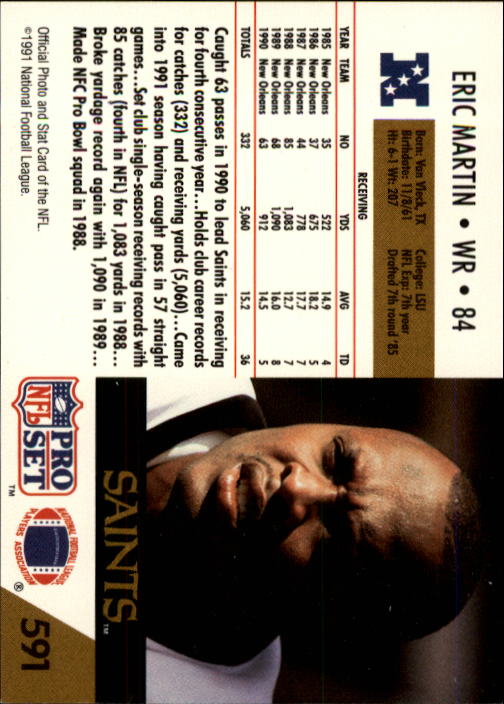 ERIC MARTIN • WR • 84
N
Born: Van Vleck, TX College: LSU
Birthdate: 11/8/61 NFL Exp: 7th year
Ht: 6-1 Wt: 207 Drafted 7th round '85
RECEIVING
YEAR TEAM NO YDS AVG TD
1985 New Orleans 35 522 14.9 4
1986 New Orleans 37 675 18.2 5
1987 New Orleans 44 778 17.7 7
1988 New Orleans 85 1,083 12.7 7
1989 New Orleans 68 1,090 16.0 8
1990 New Orleans 63 912 14.5 5
TOTALS 332 5,060 15.2 36
Caught 63 passes in 1990 to lead Saints in receiving
for fourth consecutive year...Holds club career records
for catches (332) and receiving yards (5,060)...Came
into 1991 season having caught pass in 57 straight
games...Set club single-season receiving records with
85 catches (fourth in NFL) for 1,083 yards in 1988...
Broke yardage record again with 1,090 in 1989...
Made NFC Pro Bowl squad in 1988.
Official Photo and Stat Card of the NFL.
©1991 National Football League.
SAINTS™
NFL PRO SET™
NATIONAL FOOTBALL LEAGUE
PLAYERS ASSOCIATION ®
591